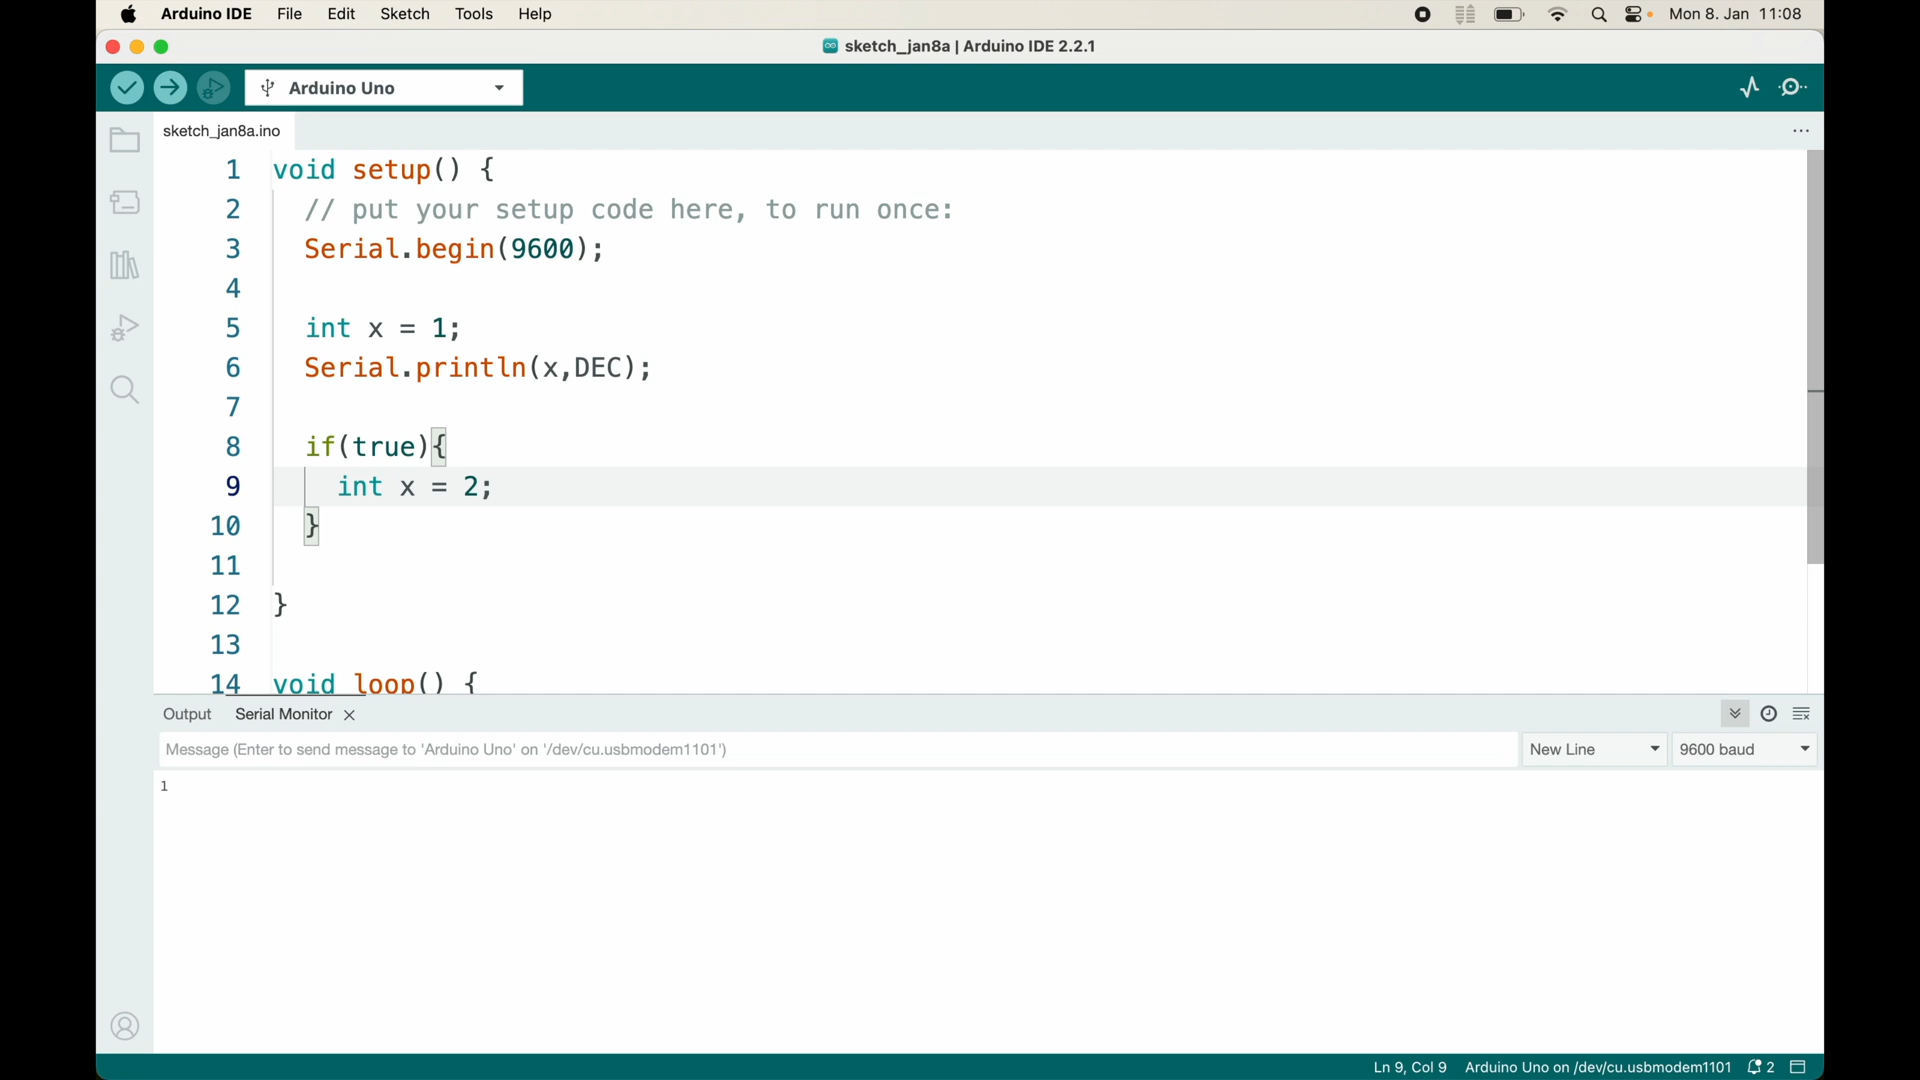 Arduino IDE File Edit Sketch Tools Help Mon 8. Jan 11:08
sketch_jan8a | Arduino IDE 2.2.1
Arduino Uno
sketch_jan8a.ino
1 void setup() {
2 // put your setup code here, to run once:
3 Serial.begin(9600);
4
5 int x = 1;
6 Serial.println(x,DEC);
7
8 if(true){
9 int x = 2;
10 }
11
12 }
13
14 void loop() {
Output Serial Monitor
Message (Enter to send message to 'Arduino Uno' on '/dev/cu.usbmodem1101') New Line 9600 baud
1
Ln 9, Col 9 Arduino Uno on /dev/cu.usbmodem1101 2